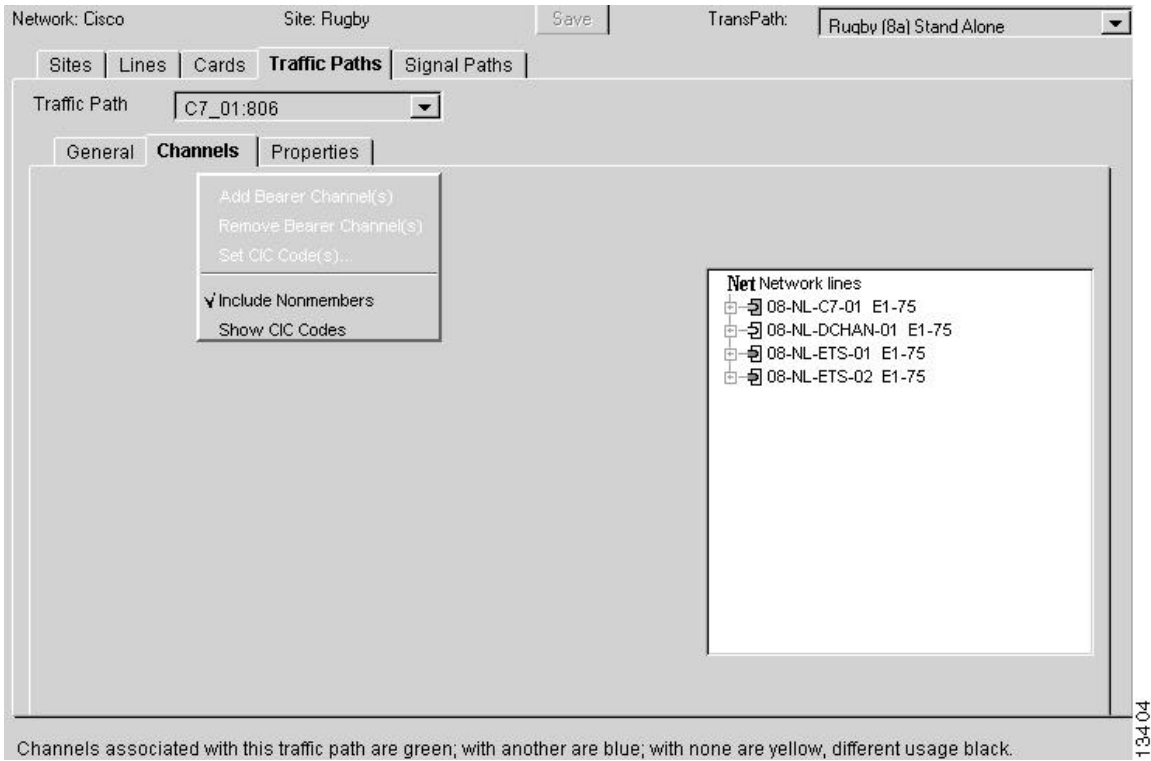 Network: Cisco Site: Rugby Save TransPath: Rugby (8a) Stand Alone
Sites Lines Cards Traffic Paths Signal Paths
Traffic Path C7_01:806
General Channels Properties
Add Bearer Channel(s)
Remove Bearer Channel(s)
Set CIC Code(s)...
Include Nonmembers
Show CIC Codes
Net Network lines
08-NL-C7-01 E1-75
08-NL-DCHAN-01 E1-75
08-NL-ETS-01 E1-75
08-NL-ETS-02 E1-75
Channels associated with this traffic path are green; with another are blue; with none are yellow, different usage black.
13404